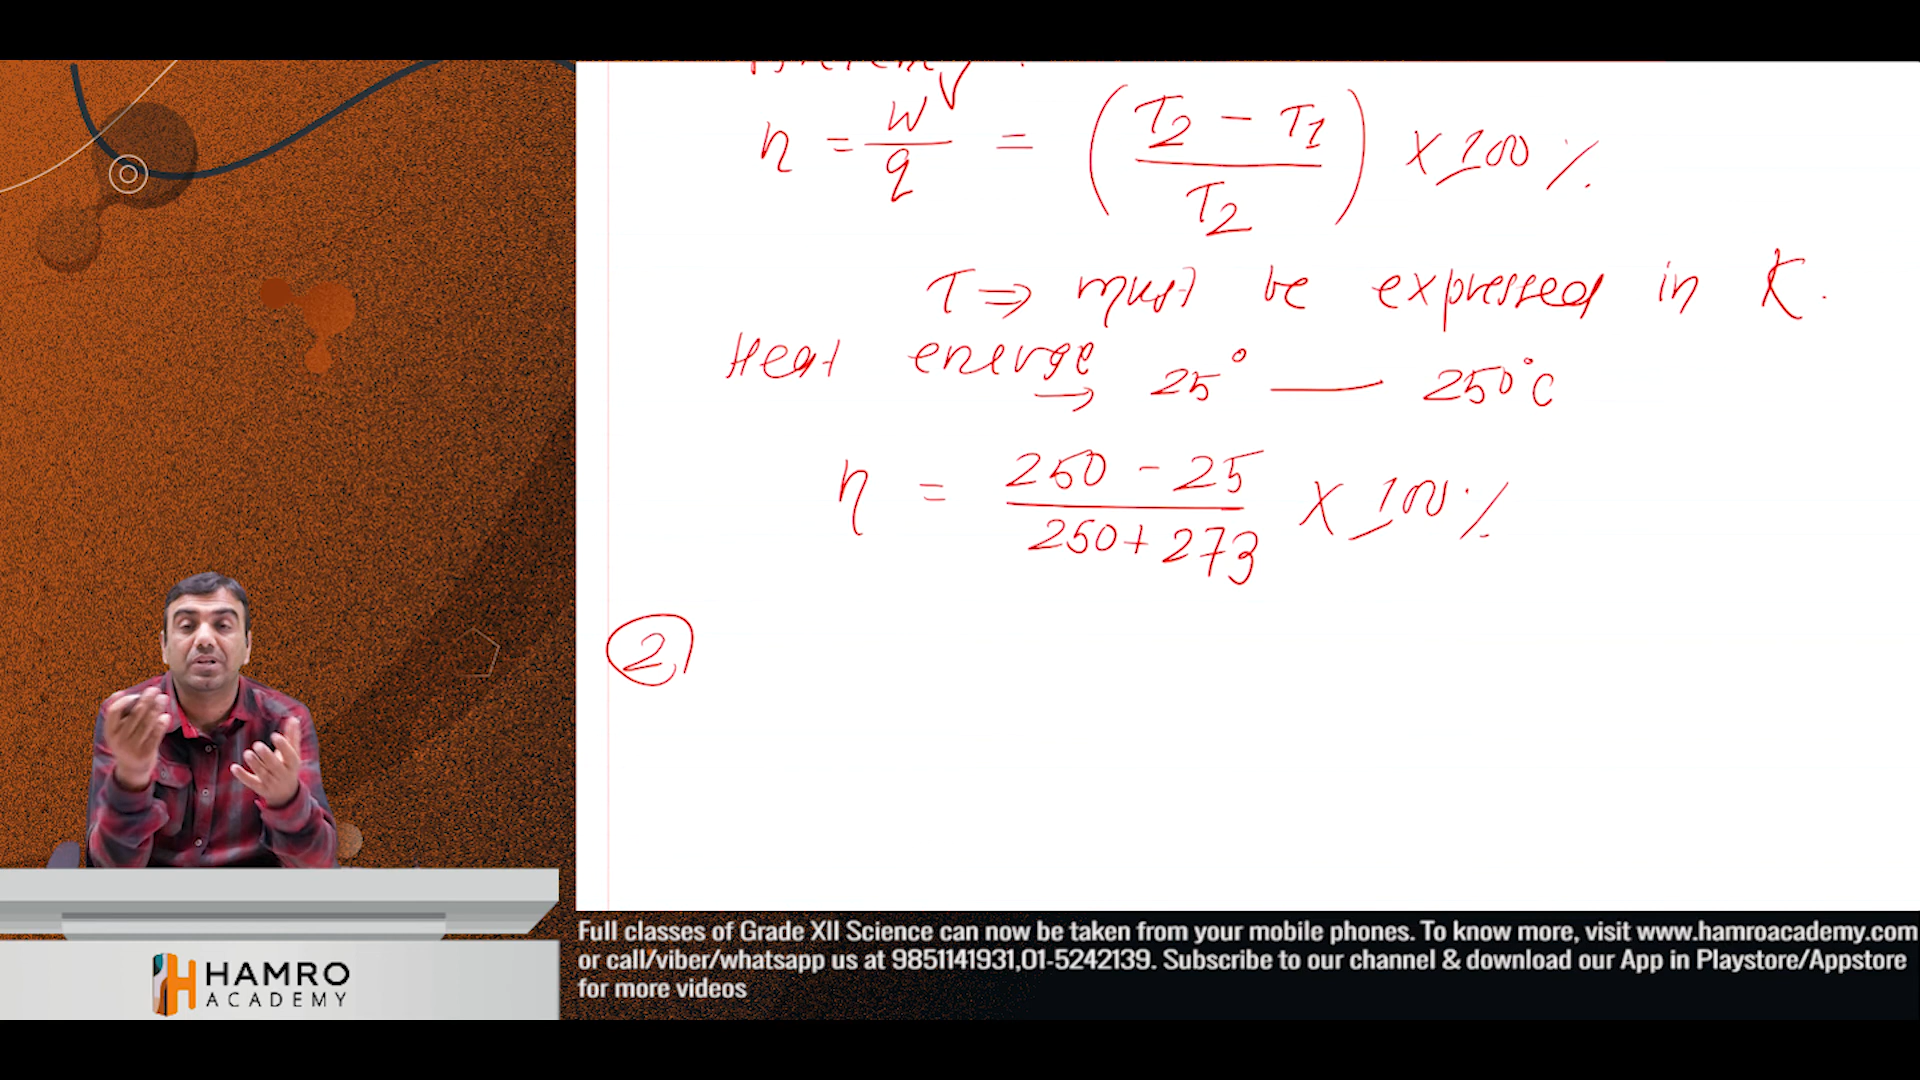 η = w/q = (T2 - T1 / T2) × 100 %
T ⇒ must be expressed in K.
Heat energe → 25° — 250°C
η = 250 - 25 / 250 + 273 × 100 %
2,
Full classes of Grade XII Science can now be taken from your mobile phones. To know more, visit www.hamroacademy.com
or call/viber/whatsapp us at 9851141931,01-5242139. Subscribe to our channel & download our App in Playstore/Appstore
for more videos
HAMRO
ACADEMY